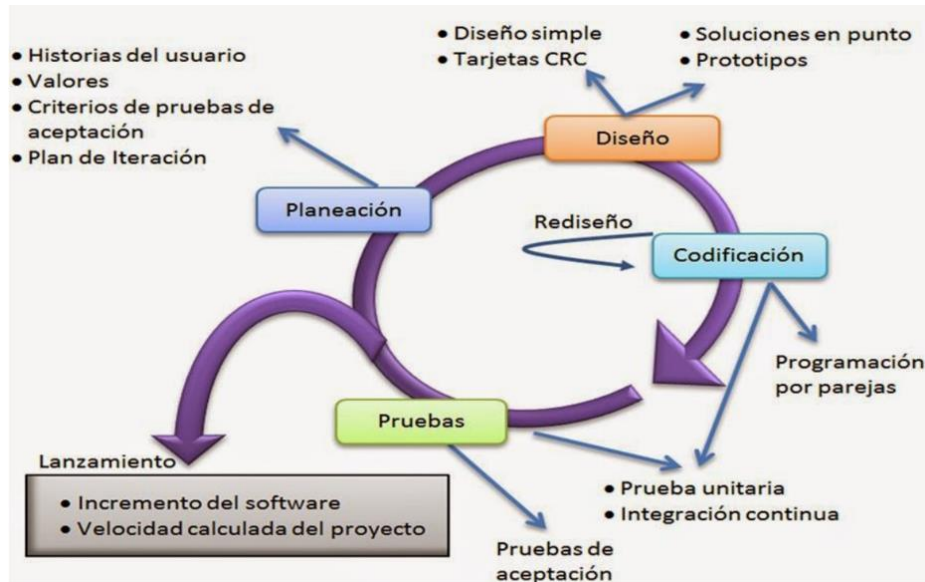 • Historias del usuario
• Valores
• Criterios de pruebas de
aceptación
• Plan de Iteración
• Diseño simple
• Tarjetas CRC
• Soluciones en punto
• Prototipos
Diseño
Planeación
Rediseño
Codificación
Programación
por parejas
Pruebas
Lanzamiento
• Incremento del software
• Velocidad calculada del proyecto
• Prueba unitaria
• Integración continua
Pruebas de
aceptación